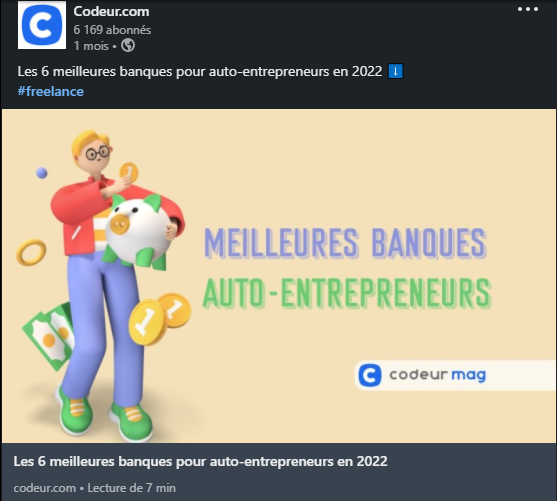 Codeur.com
6 169 abonnés
1 mois •
Les 6 meilleures banques pour auto-entrepreneurs en 2022 ⬇
#freelance
MEILLEURES BANQUES
AUTO-ENTREPRENEURS
codeur mag
Les 6 meilleures banques pour auto-entrepreneurs en 2022
codeur.com • Lecture de 7 min